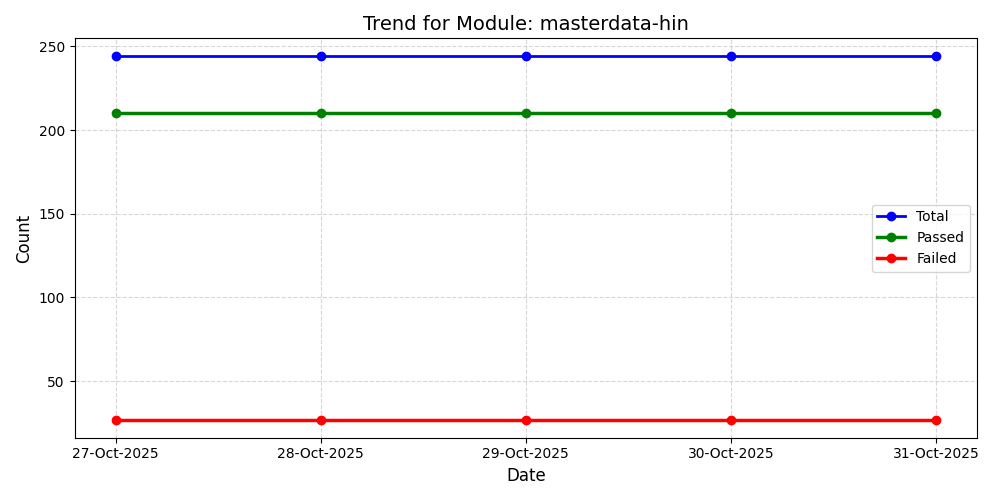 Trend for Module: masterdata-hin
250
200
150
100
50
Count
Total
Passed
Failed
27-Oct-2025 28-Oct-2025 29-Oct-2025 30-Oct-2025 31-Oct-2025
Date